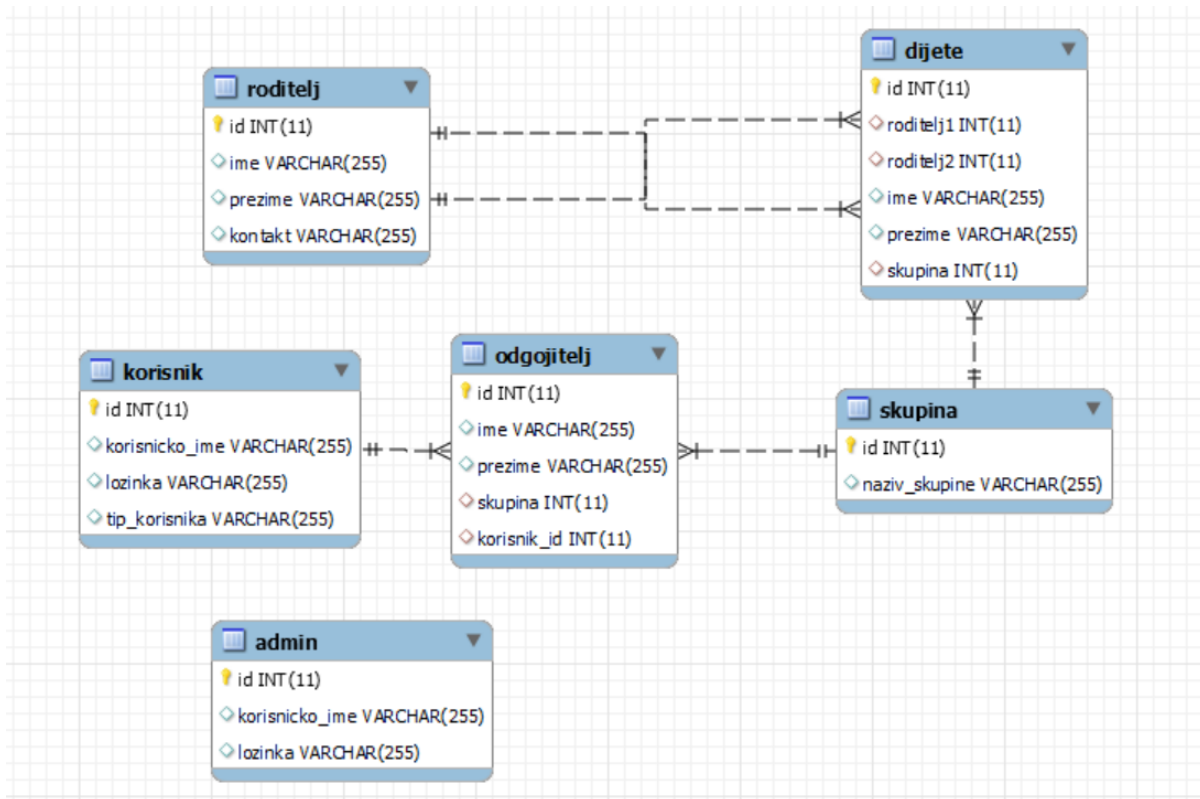 roditelj
id INT(11)
ime VARCHAR(255)
prezime VARCHAR(255)
kontakt VARCHAR(255)
dijete
id INT(11)
roditelj1 INT(11)
roditelj2 INT(11)
ime VARCHAR(255)
prezime VARCHAR(255)
skupina INT(11)
korisnik
id INT(11)
korisnicko_ime VARCHAR(255)
lozinka VARCHAR(255)
tip_korisnika VARCHAR(255)
odgojitelj
id INT(11)
ime VARCHAR(255)
prezime VARCHAR(255)
skupina INT(11)
korisnik_id INT(11)
skupina
id INT(11)
naziv_skupine VARCHAR(255)
admin
id INT(11)
korisnicko_ime VARCHAR(255)
lozinka VARCHAR(255)